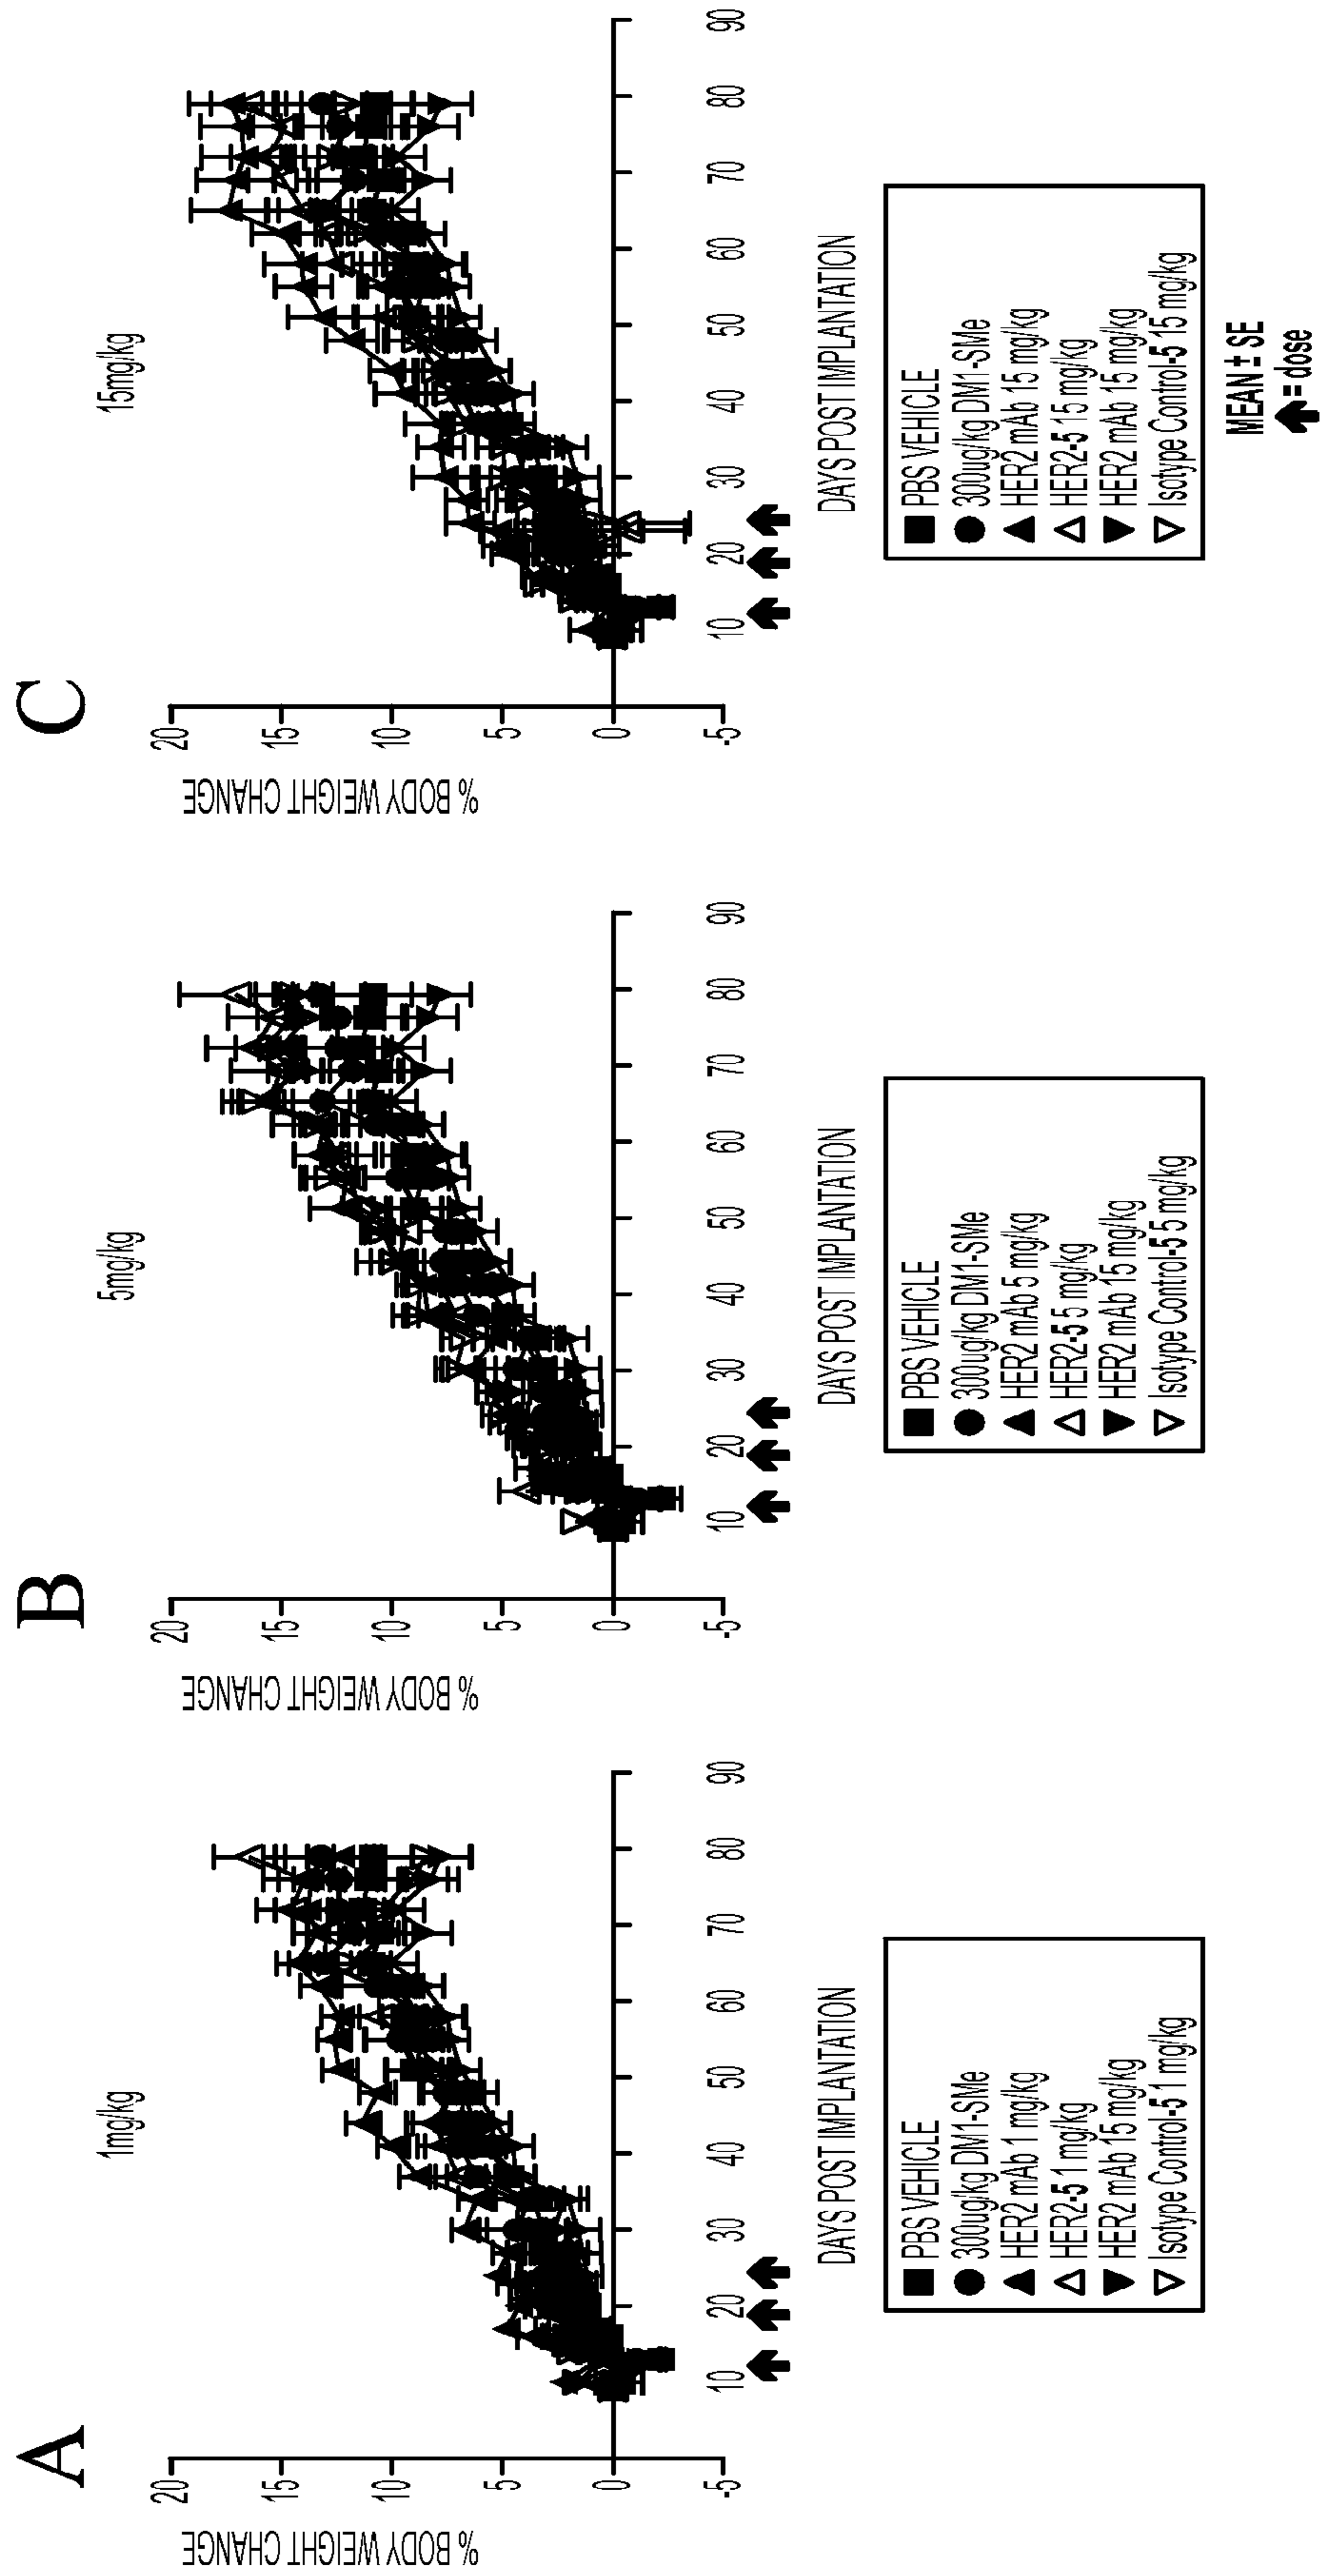 A
1mg/kg
% BODY WEIGHT CHANGE
20
15
10
5
0
-5
10 20 30 40 50 60 70 80 90
DAYS POST IMPLANTATION
PBS VEHICLE
300ug/kg DM1-SMe
HER2 mAb 1 mg/kg
HER2-5 1 mg/kg
HER2 mAb 15 mg/kg
Isotype Control-5 1 mg/kg
B
5mg/kg
% BODY WEIGHT CHANGE
20
15
10
5
0
-5
10 20 30 40 50 60 70 80 90
DAYS POST IMPLANTATION
PBS VEHICLE
300ug/kg DM1-SMe
HER2 mAb 5 mg/kg
HER2-5 5 mg/kg
HER2 mAb 15 mg/kg
Isotype Control-5 5 mg/kg
C
15mg/kg
% BODY WEIGHT CHANGE
20
15
10
5
0
-5
10 20 30 40 50 60 70 80 90
DAYS POST IMPLANTATION
PBS VEHICLE
300ug/kg DM1-SMe
HER2 mAb 15 mg/kg
HER2-5 15 mg/kg
HER2 mAb 15 mg/kg
Isotype Control-5 15 mg/kg
MEAN ± SE
= dose